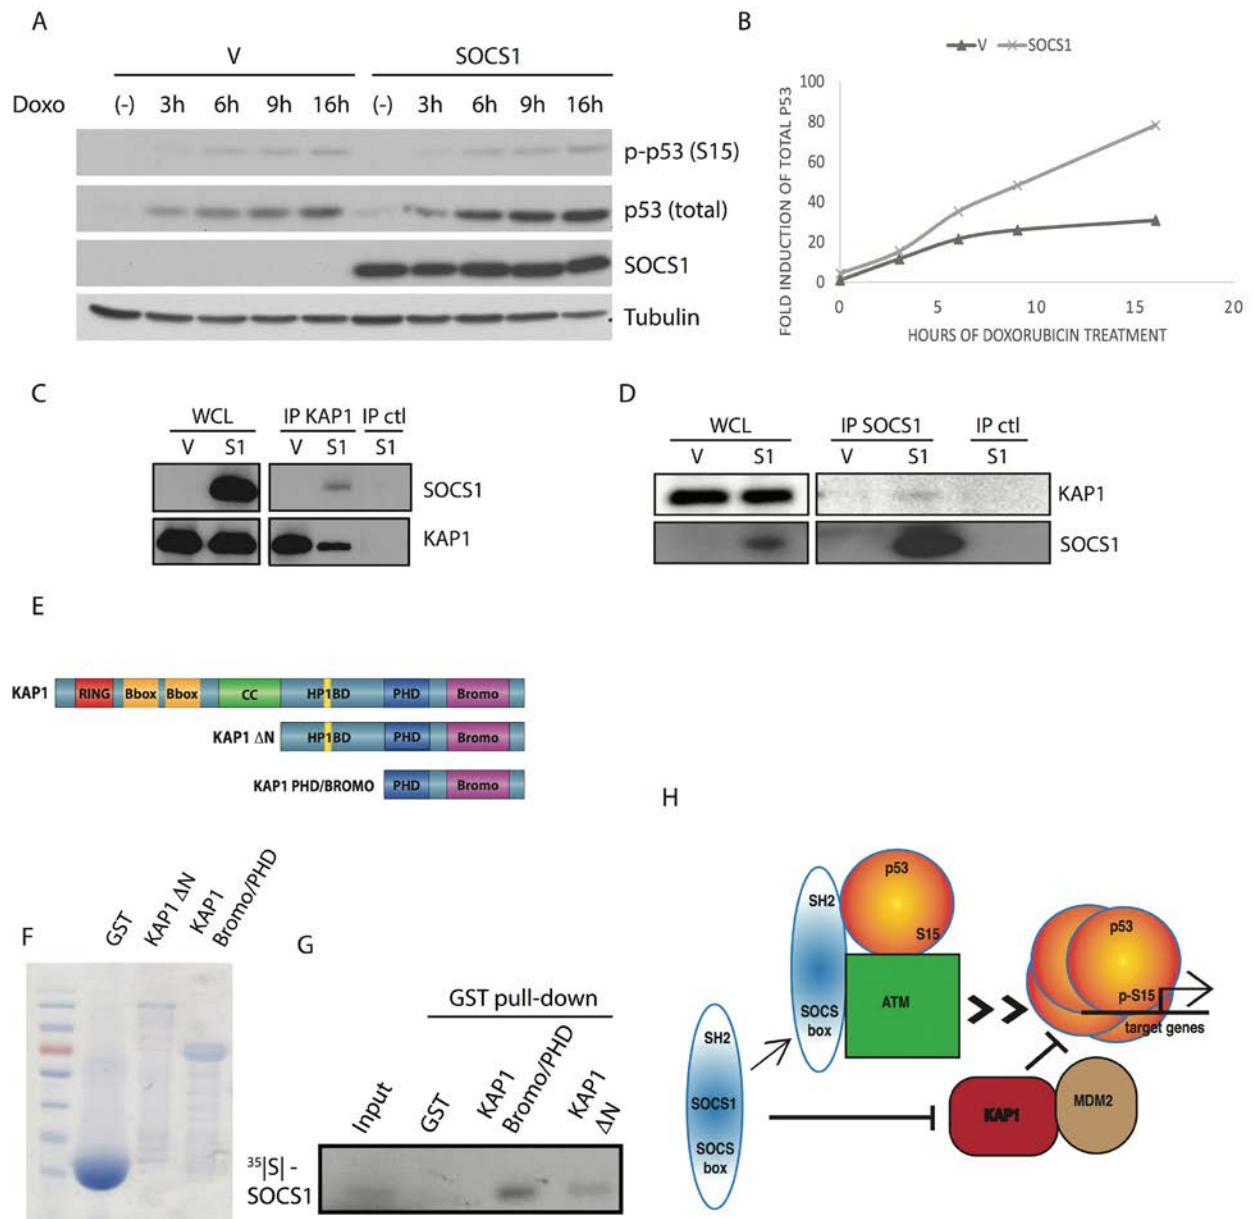 A
V SOCS1
Doxo (-) 3h 6h 9h 16h (-) 3h 6h 9h 16h
p-p53 (S15)
p53 (total)
SOCS1
Tubulin
B
V SOCS1
FOLD INDUCTION OF TOTAL P53
100
80
60
40
20
0
0 5 10 15 20
HOURS OF DOXORUBICIN TREATMENT
C
WCL IP KAP1 IP ctl
V S1 V S1 S1
SOCS1
KAP1
D
WCL IP SOCS1 IP ctl
V S1 V S1 S1
KAP1
SOCS1
E
KAP1 RING Bbox Bbox CC HP1BD PHD Bromo
KAP1 ΔN HP1BD PHD Bromo
KAP1 PHD/BROMO PHD Bromo
F
GST
KAP1 ΔN
KAP1
Bromo/PHD
G
GST pull-down
Input
GST
KAP1
Bromo/PHD
KAP1
ΔN
35|S| -
SOCS1
H
p53
SH2
S15
ATM
SOCS
box
SH2
SOCS1
SOCS
box
p53
p-S15
target genes
KAP1
MDM2